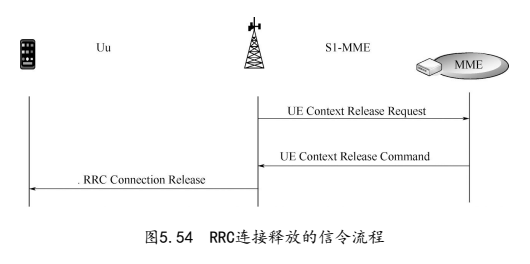 Uu
S1-MME
MME
UE Context Release Request
UE Context Release Command
. RRC Connection Release
图5.54 RRC连接释放的信令流程